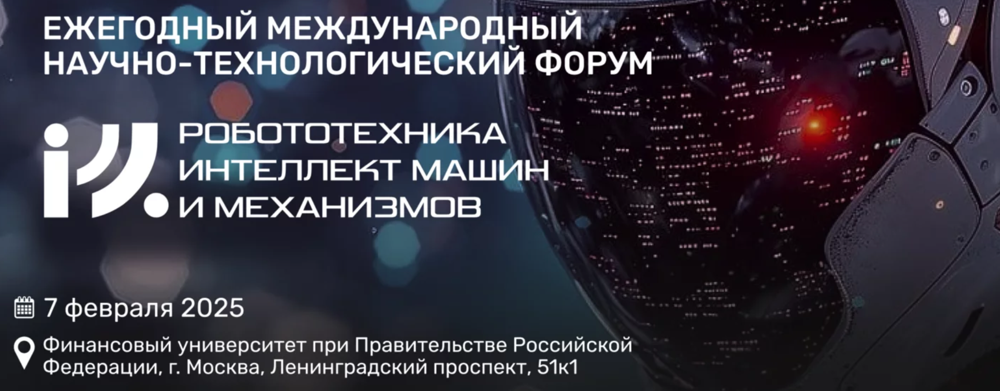 ЕЖЕГОДНЫЙ МЕЖДУНАРОДНЫЙ
НАУЧНО-ТЕХНОЛОГИЧЕСКИЙ ФОРУМ
РОБОТОТЕХНИКА
ИНТЕЛЛЕКТ МАШИН
И МЕХАНИЗМОВ
7 февраля 2025
Финансовый университет при Правительстве Российской
Федерации, г. Москва, Ленинградский проспект, 51к1